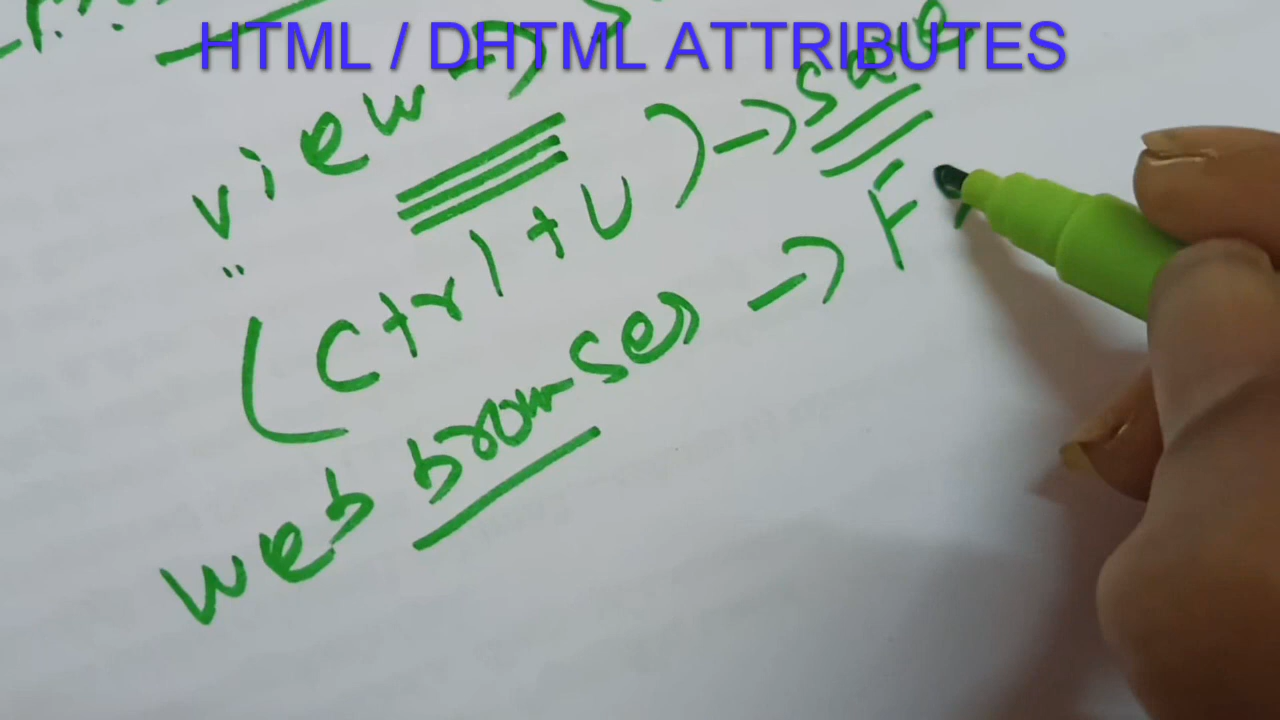 HTML / DHTML ATTRIBUTES
view → S
" (Ctrl+U) → save
web browser → F